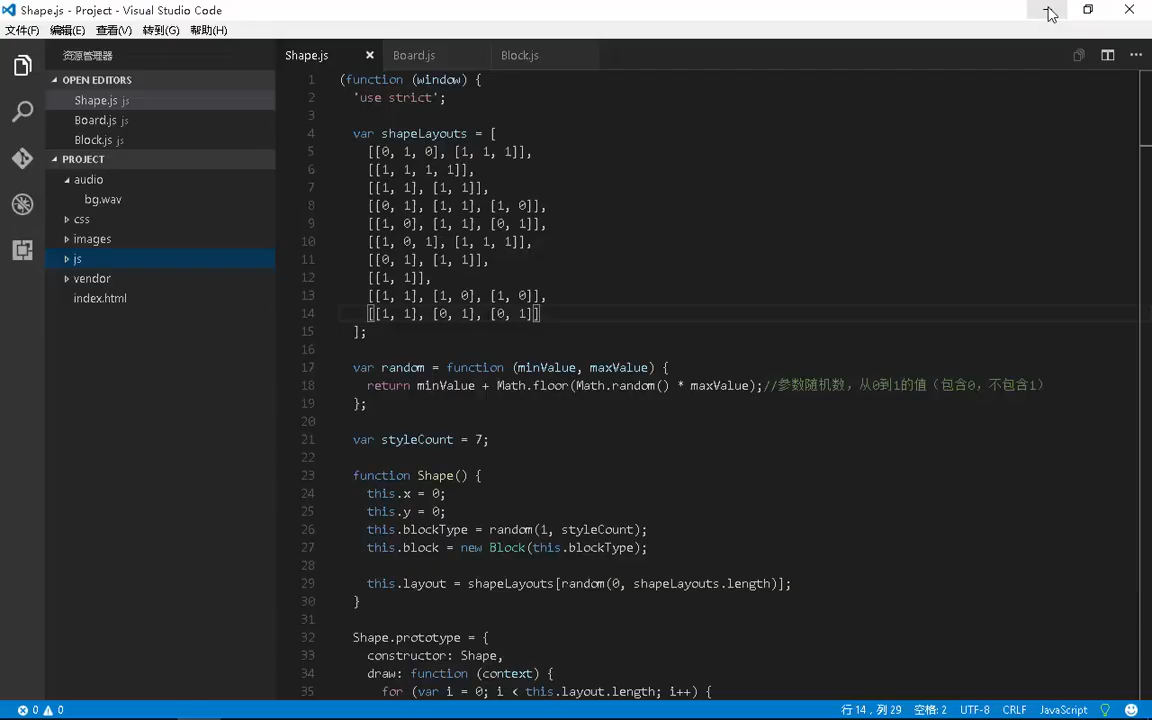 Shape.js - Project - Visual Studio Code
文件(F) 编辑(E) 查看(V) 转到(G) 帮助(H)
资源管理器
OPEN EDITORS
Shape.js js
Board.js js
Block.js js
PROJECT
audio
bg.wav
css
images
js
vendor
index.html
Shape.js Board.js Block.js
1 (function (window) {
2 'use strict';
3
4 var shapeLayouts = [
5 [[0, 1, 0], [1, 1, 1]],
6 [[1, 1, 1, 1]],
7 [[1, 1], [1, 1]],
8 [[0, 1], [1, 1], [1, 0]],
9 [[1, 0], [1, 1], [0, 1]],
10 [[1, 0, 1], [1, 1, 1]],
11 [[0, 1], [1, 1]],
12 [[1, 1]],
13 [[1, 1], [1, 0], [1, 0]],
14 [[1, 1], [0, 1], [0, 1]]
15 ];
16
17 var random = function (minValue, maxValue) {
18 return minValue + Math.floor(Math.random() * maxValue);//参数随机数，从0到1的值（包含0，不包含1）
19 };
20
21 var styleCount = 7;
22
23 function Shape() {
24 this.x = 0;
25 this.y = 0;
26 this.blockType = random(1, styleCount);
27 this.block = new Block(this.blockType);
28
29 this.layout = shapeLayouts[random(0, shapeLayouts.length)];
30 }
31
32 Shape.prototype = {
33 constructor: Shape,
34 draw: function (context) {
35 for (var i = 0; i < this.layout.length; i++) {
0 0 行 14，列 29 空格: 2 UTF-8 CRLF JavaScript